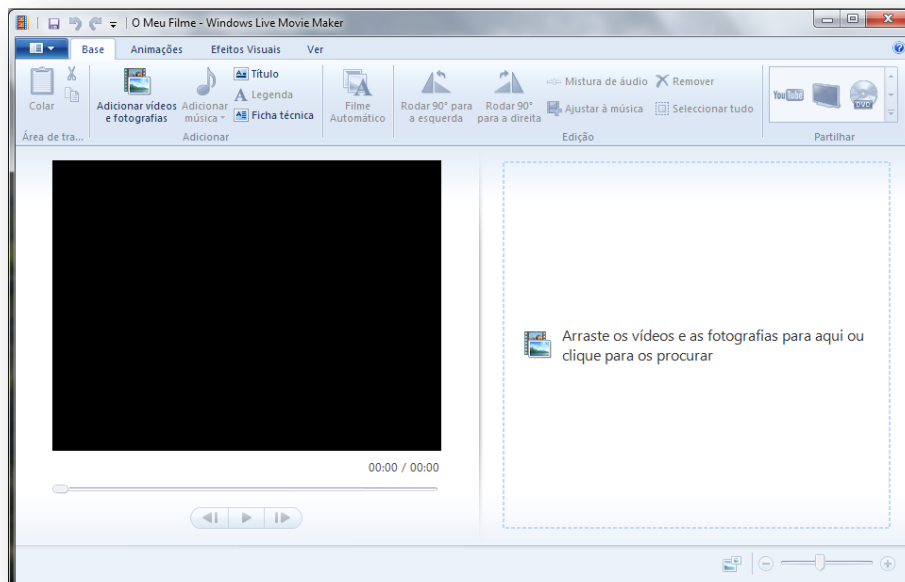 O Meu Filme - Windows Live Movie Maker
Base Animações Efeitos Visuais Ver
Colar
Área de tra...
Adicionar vídeos
e fotografias
Adicionar
música
Título
Legenda
Ficha técnica
Adicionar
Filme
Automático
Rodar 90° para
a esquerda
Rodar 90°
para a direita
Mistura de áudio
Ajustar à música
Remover
Seleccionar tudo
Edição
YouTube
DVD
Partilhar
00:00 / 00:00
Arraste os vídeos e as fotografias para aqui ou
clique para os procurar